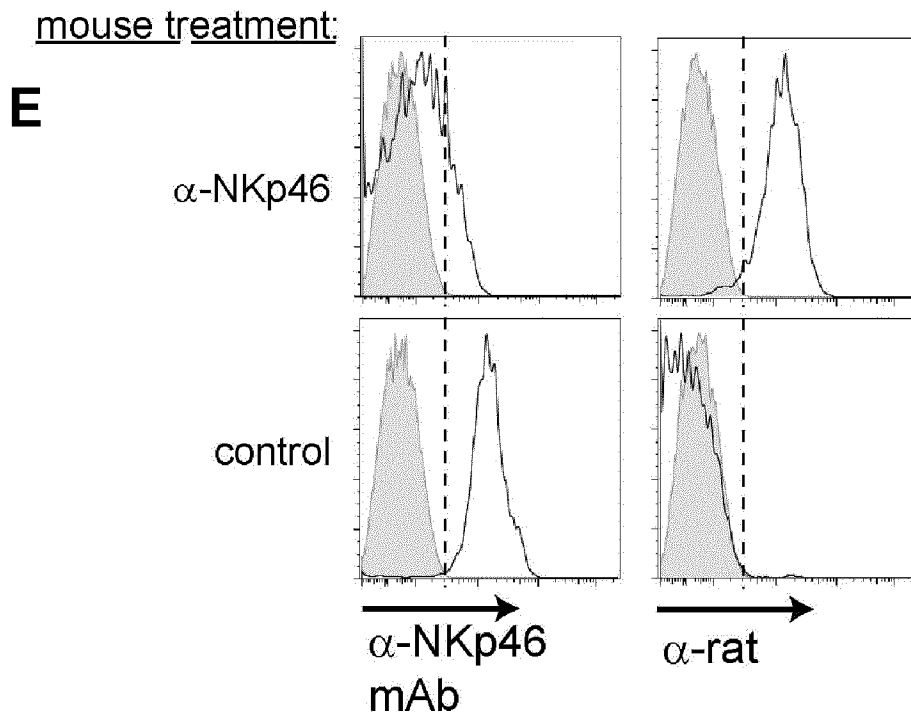 mouse treatment:
E
α-NKp46
control
α-NKp46
mAb
α-rat